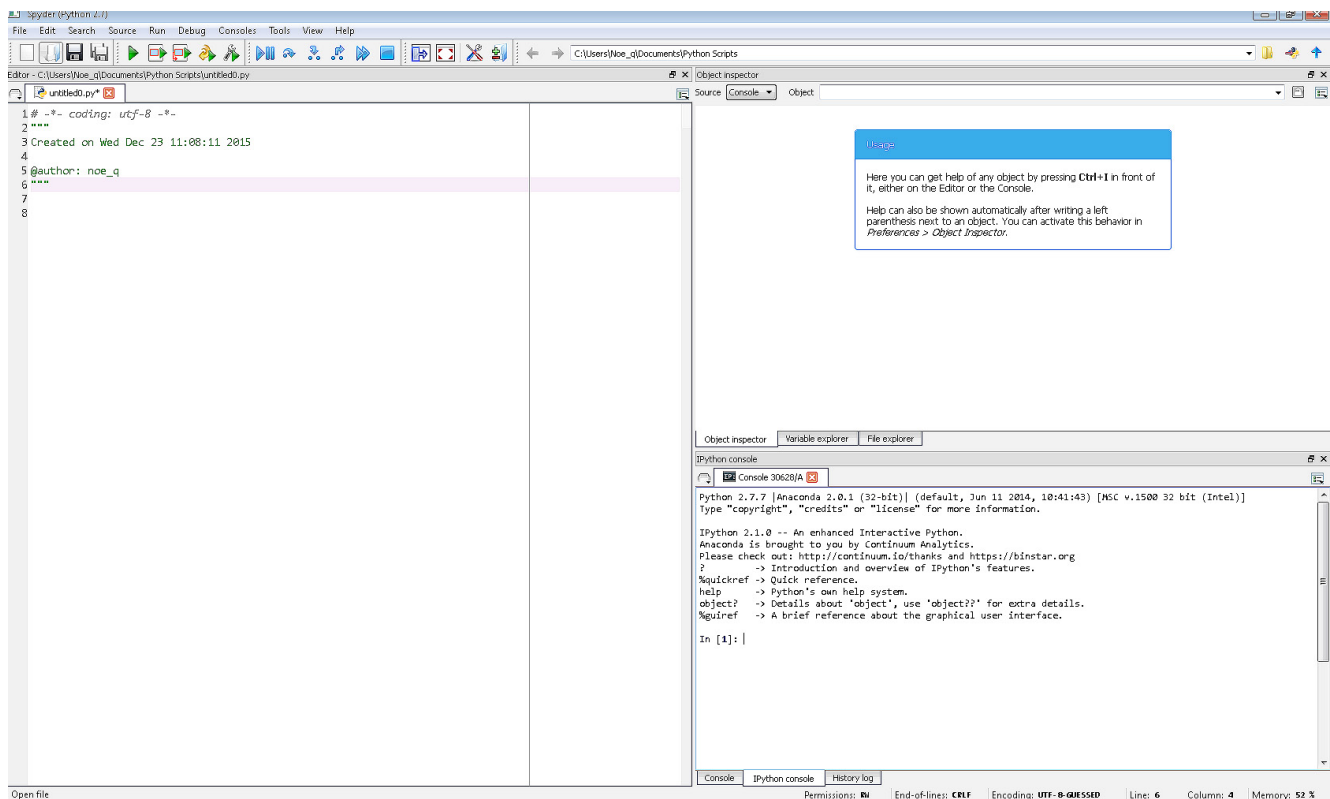 Spyder (Python 2.7)
File Edit Search Source Run Debug Consoles Tools View Help
C:\Users\Noe_q\Documents\Python Scripts
Editor - C:\Users\Noe_q\Documents\Python Scripts\untitled0.py
untitled0.py*
1 # -*- coding: utf-8 -*-
2 """
3 Created on Wed Dec 23 11:08:11 2015
4
5 @author: noe_q
6 """
7
8
Object inspector
Source Console Object
Usage
Here you can get help of any object by pressing Ctrl+I in front of
it, either on the Editor or the Console.
Help can also be shown automatically after writing a left
parenthesis next to an object. You can activate this behavior in
Preferences > Object Inspector.
Object inspector Variable explorer File explorer
IPython console
Console 30628/A
Python 2.7.7 |Anaconda 2.0.1 (32-bit)| (default, Jun 11 2014, 10:41:43) [MSC v.1500 32 bit (Intel)]
Type "copyright", "credits" or "license" for more information.
IPython 2.1.0 -- An enhanced Interactive Python.
Anaconda is brought to you by Continuum Analytics.
Please check out: http://continuum.io/thanks and https://binstar.org
? -> Introduction and overview of IPython's features.
%quickref -> Quick reference.
help -> Python's own help system.
object? -> Details about 'object', use 'object??' for extra details.
%guiref -> A brief reference about the graphical user interface.
In [1]:
Console IPython console History log
Open file Permissions: RW End-of-lines: CRLF Encoding: UTF-8-GUESSED Line: 6 Column: 4 Memory: 52 %